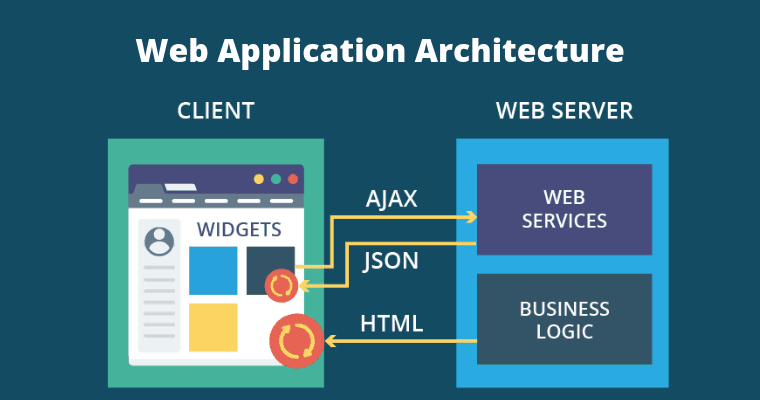 Web Application Architecture
CLIENT
WEB SERVER
WIDGETS
AJAX
JSON
HTML
WEB
SERVICES
BUSINESS
LOGIC